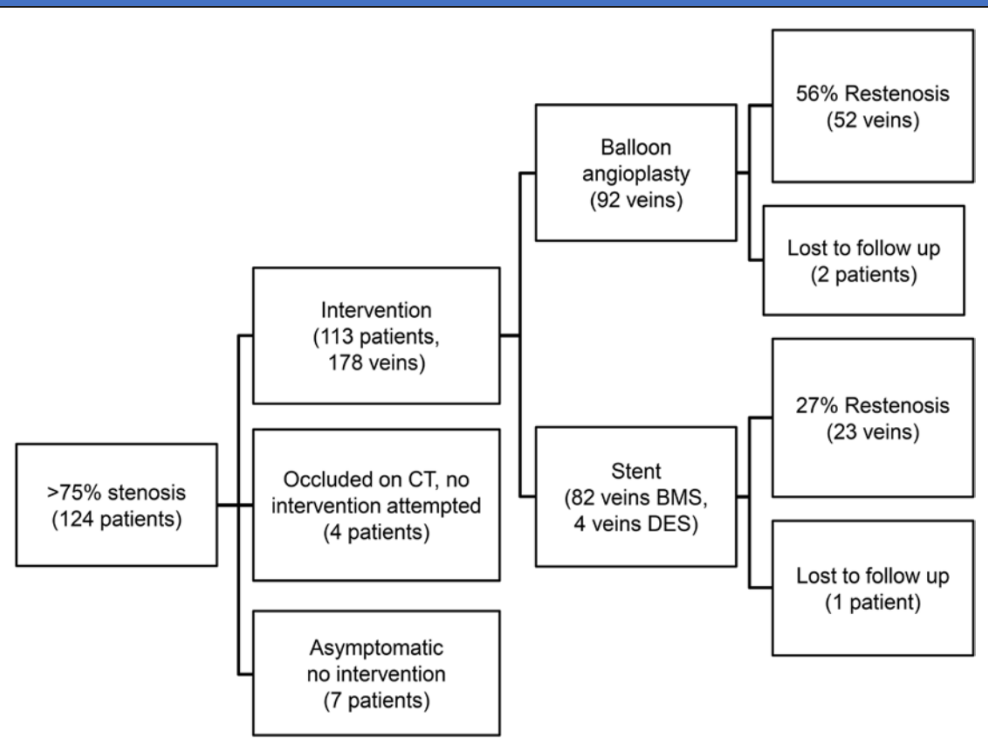 >75% stenosis
(124 patients)
Intervention
(113 patients,
178 veins)
Occluded on CT, no
intervention attempted
(4 patients)
Asymptomatic
no intervention
(7 patients)
Balloon
angioplasty
(92 veins)
Stent
(82 veins BMS,
4 veins DES)
56% Restenosis
(52 veins)
Lost to follow up
(2 patients)
27% Restenosis
(23 veins)
Lost to follow up
(1 patient)